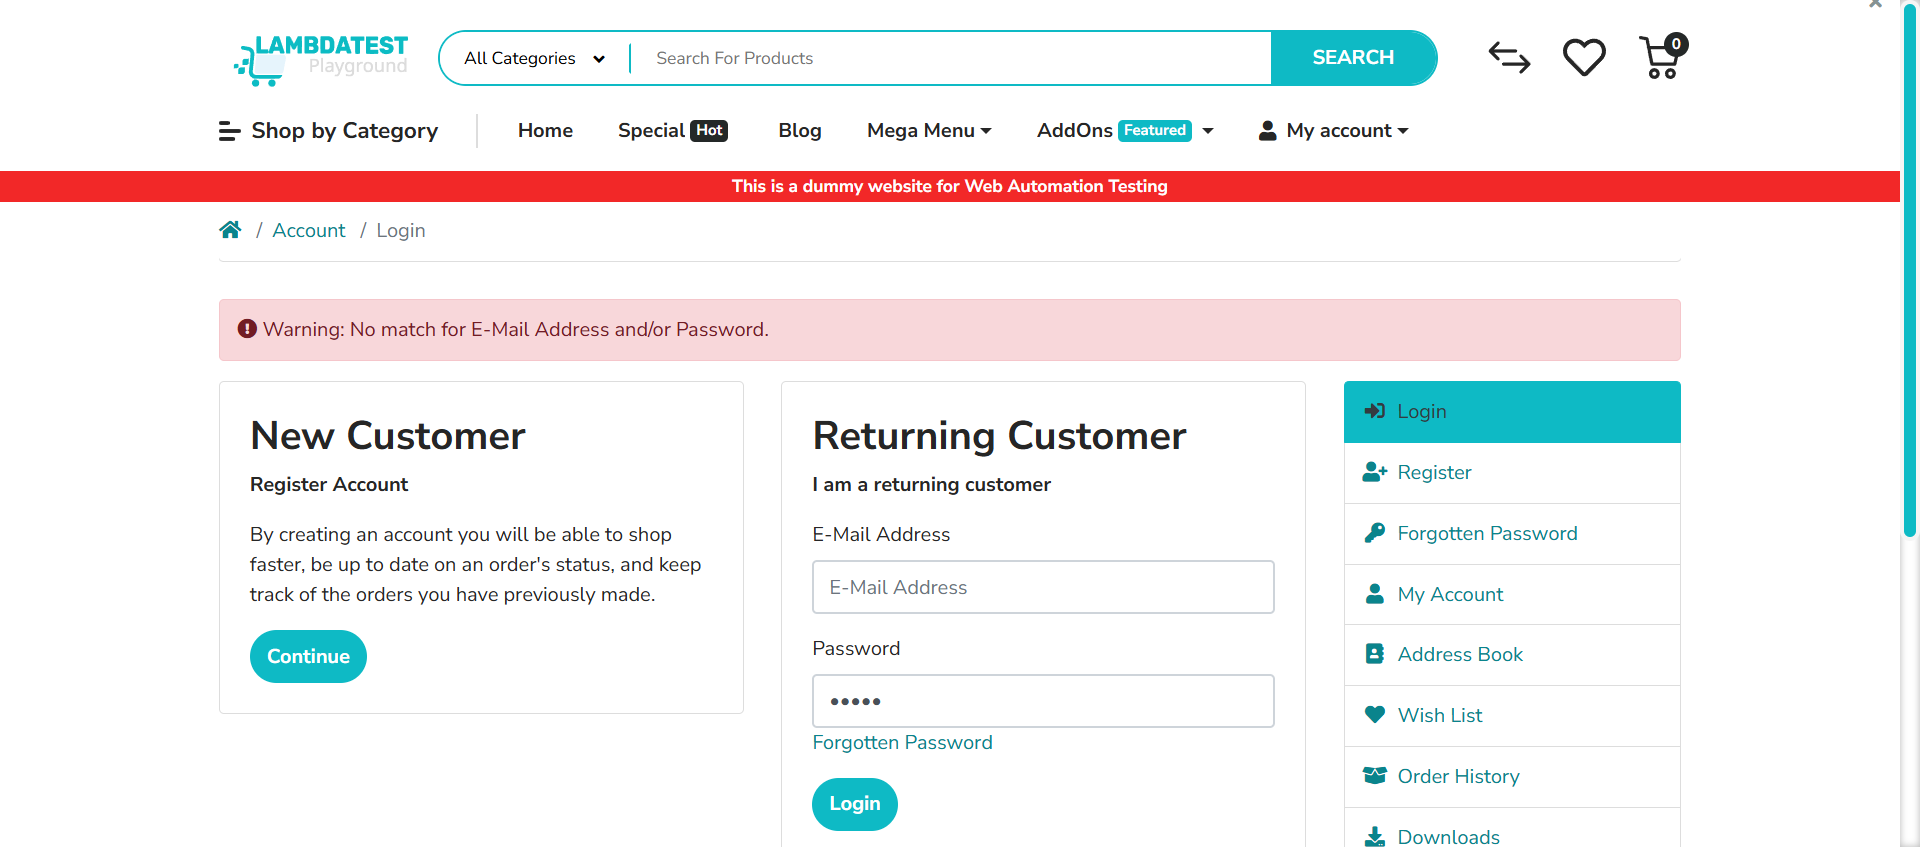 LAMBDATEST
Playground
All Categories
Search For Products
SEARCH
0
Shop by Category
Home
Special Hot
Blog
Mega Menu
AddOns Featured
My account
This is a dummy website for Web Automation Testing
/ Account / Login
Warning: No match for E-Mail Address and/or Password.
New Customer
Register Account
By creating an account you will be able to shop
faster, be up to date on an order's status, and keep
track of the orders you have previously made.
Continue
Returning Customer
I am a returning customer
E-Mail Address
E-Mail Address
Password
•••••
Forgotten Password
Login
Login
Register
Forgotten Password
My Account
Address Book
Wish List
Order History
Downloads